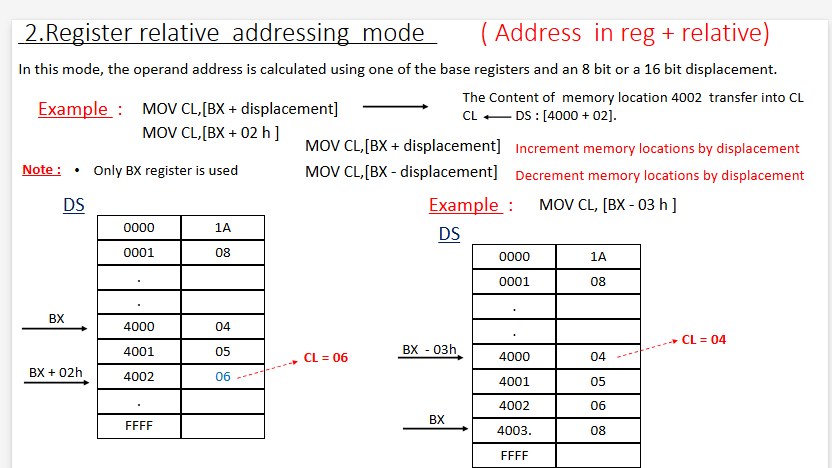 2.Register relative addressing mode ( Address in reg + relative)
In this mode, the operand address is calculated using one of the base registers and an 8 bit or a 16 bit displacement.
Example : MOV CL,[BX + displacement]
MOV CL,[BX + 02 h ]
The Content of memory location 4002 transfer into CL
CL ← DS : [4000 + 02].
MOV CL,[BX + displacement] Increment memory locations by displacement
MOV CL,[BX - displacement] Decrement memory locations by displacement
Note : • Only BX register is used
Example : MOV CL, [BX - 03 h ]
DS
0000 1A
0001 08
.
.
BX 4000 04
4001 05
BX + 02h 4002 06
CL = 06
.
FFFF
DS
0000 1A
0001 08
.
.
BX - 03h 4000 04
CL = 04
4001 05
4002 06
BX 4003. 08
FFFF